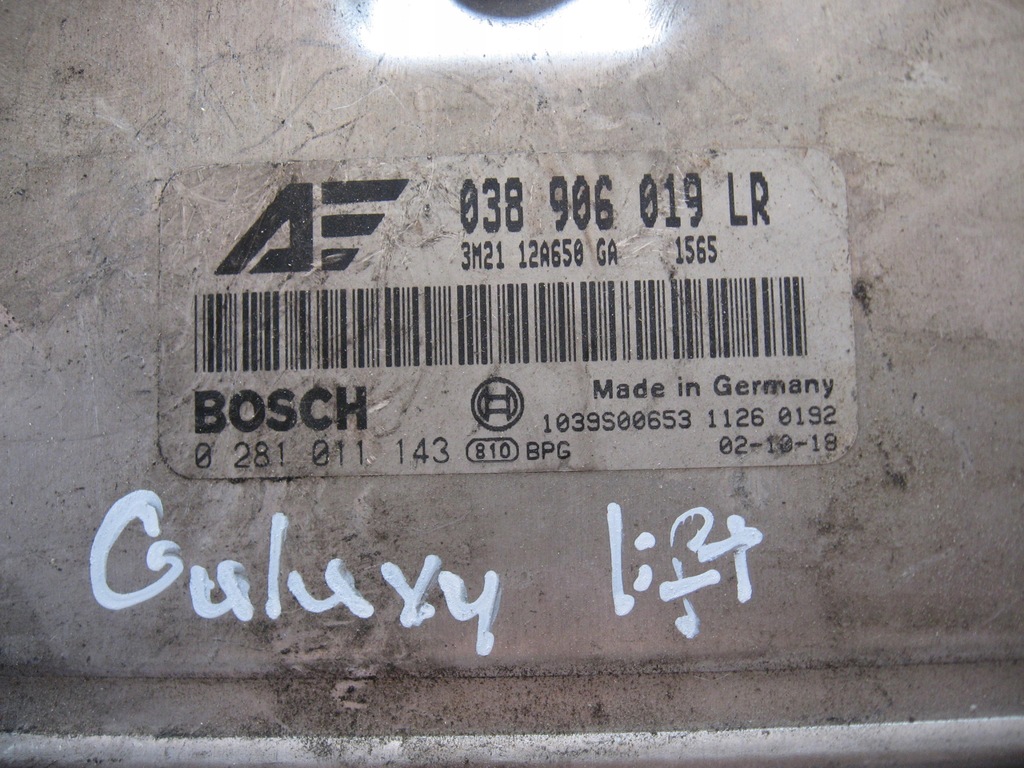 AF 038 906 019 LR
3M21 12A650 GA 1565
BOSCH Made in Germany
1039S00653 1126 0192
0 281 011 143 810 BPG 02-10-18
Galaxy lift